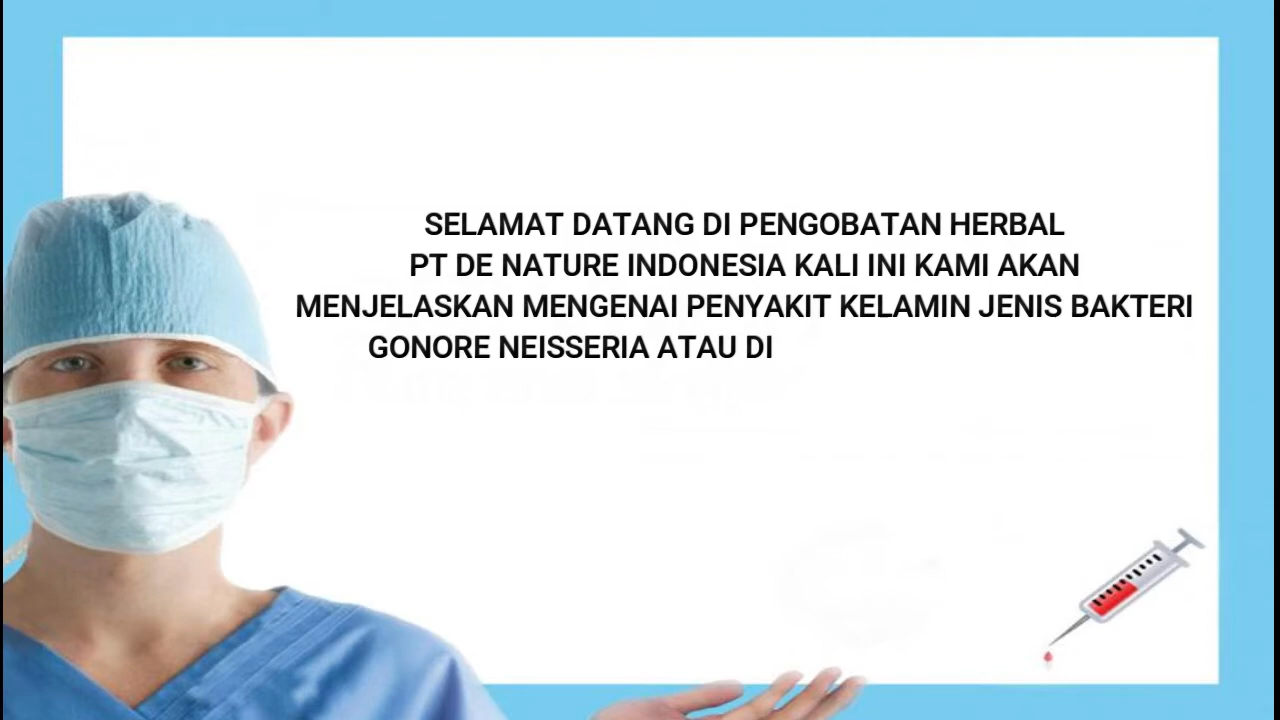 SELAMAT DATANG DI PENGOBATAN HERBAL
PT DE NATURE INDONESIA KALI INI KAMI AKAN
MENJELASKAN MENGENAI PENYAKIT KELAMIN JENIS BAKTERI
GONORE NEISSERIA ATAU DI